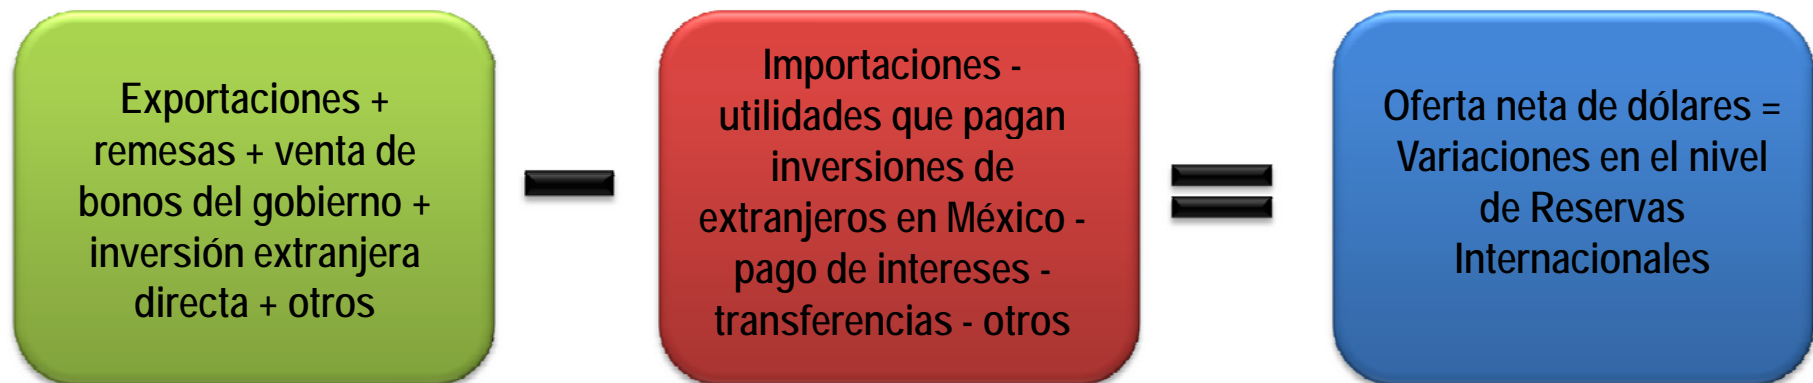 Exportaciones +
remesas + venta de
bonos del gobierno +
inversión extranjera
directa + otros
Importaciones -
utilidades que pagan
inversiones de
extranjeros en México -
pago de intereses -
transferencias - otros
Oferta neta de dólares =
Variaciones en el nivel
de Reservas
Internacionales